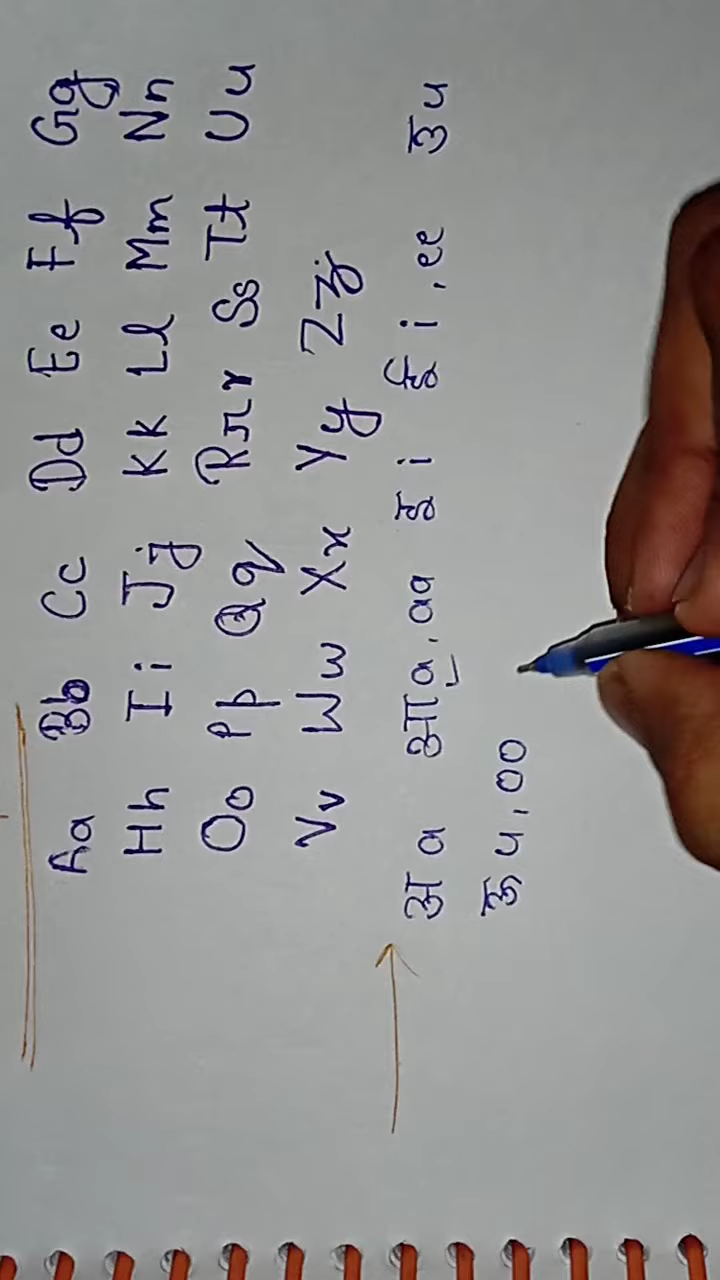 Aa Bb Cc Dd Ee Ff Gg
Hh Ii Jj Kk Ll Mm Nn
Oo Pp Qq Rr r Ss Tt Uu
Vv Ww Xx Yy Zz
अ a आ a, aa इ i ई i, ee उ u
ऊ u, oo